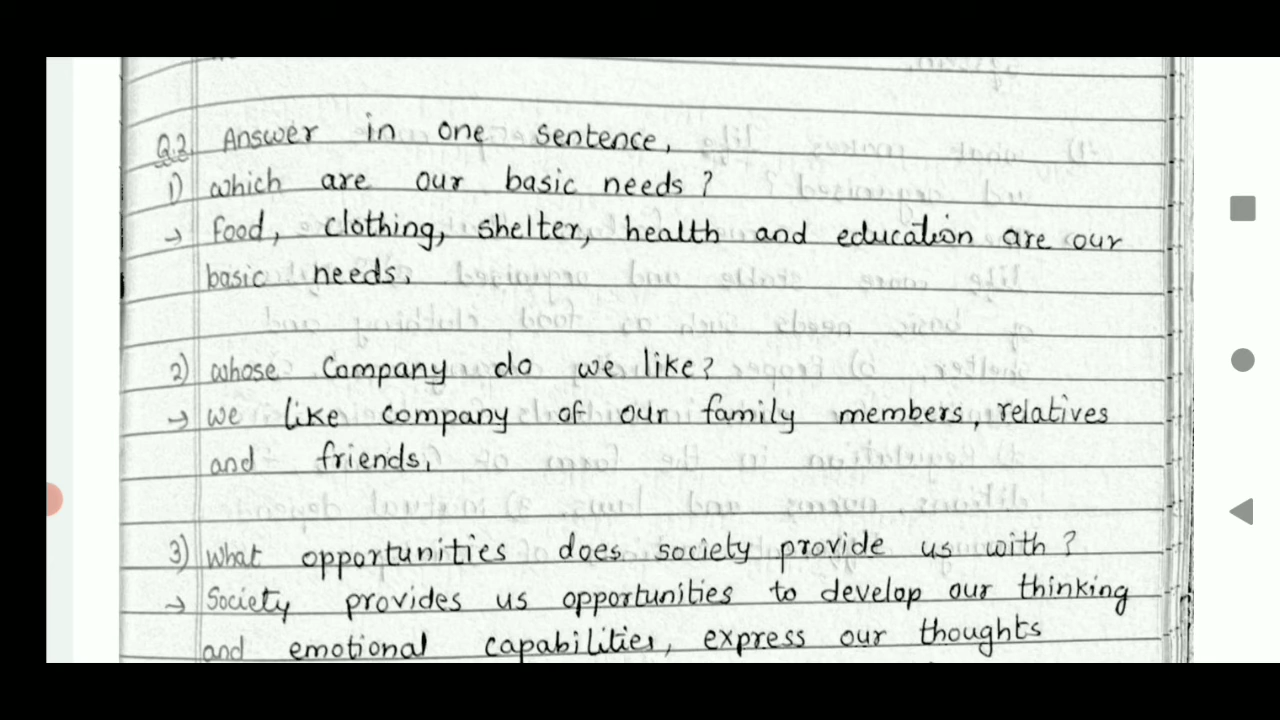 Q.2 Answer in one sentence,
1) which are our basic needs?
→ food, clothing, shelter, health and education are our
basic needs.
2) whose Company do we like?
→ we like company of our family members, relatives
and friends.
3) what opportunities does society provide us with?
→ Society provides us opportunities to develop our thinking
and emotional capabilities, express our thoughts